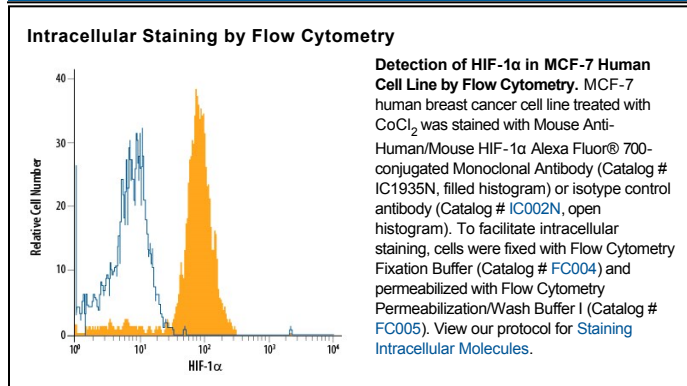 Intracellular Staining by Flow Cytometry
Relative Cell Number
40
30
20
10
0
10⁰ 10¹ 10² 10³ 10⁴
HIF-1α
Detection of HIF-1α in MCF-7 Human
Cell Line by Flow Cytometry. MCF-7
human breast cancer cell line treated with
CoCl₂ was stained with Mouse Anti-
Human/Mouse HIF-1α Alexa Fluor® 700-
conjugated Monoclonal Antibody (Catalog #
IC1935N, filled histogram) or isotype control
antibody (Catalog # IC002N, open
histogram). To facilitate intracellular
staining, cells were fixed with Flow Cytometry
Fixation Buffer (Catalog # FC004) and
permeabilized with Flow Cytometry
Permeabilization/Wash Buffer I (Catalog #
FC005). View our protocol for Staining
Intracellular Molecules.